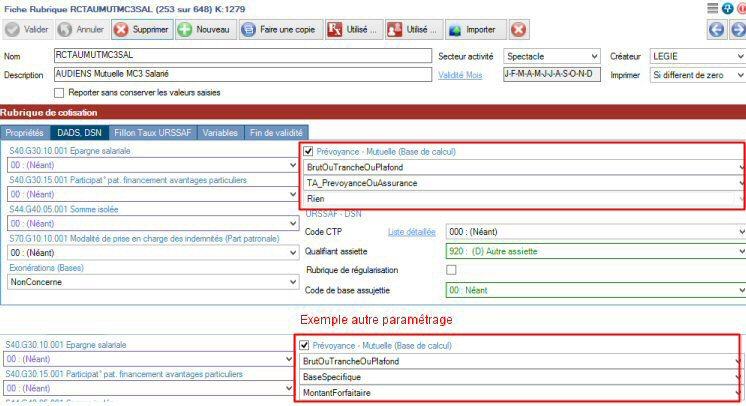 Fiche Rubrique RCTAUMUTMC3SAL (253 sur 648) K:1279
Valider Annuler Supprimer Nouveau Faire une copie Utilisé ... Utilisé ... Importer
Nom RCTAUMUTMC3SAL Secteur activité Spectacle Créateur LEGIE
Description AUDIENS Mutuelle MC3 Salarié Validité Mois J-F-M-A-M-J-J-A-S-O-N-D Imprimer Si different de zero
Reporter sans conserver les valeurs saisies
Rubrique de cotisation
Propriétés DADS, DSN Fillon Taux URSSAF Variables Fin de validité
S40.G30.10.001 Epargne salariale
00 : (Néant)
S40.G30.15.001 Participat° pat. financement avantages particuliers
00 : (Néant)
S44.G40.05.001 Somme isolée
00 : (Néant)
S70.G10.10.001 Modalité de prise en charge des indemnités (Part patronale)
00 : (Néant)
Exonérations (Bases)
NonConcerne
Prévoyance - Mutuelle (Base de calcul)
BrutOuTrancheOuPlafond
TA_PrevoyanceOuAssurance
Rien
URSSAF - DSN
Code CTP Liste détaillée 000 : (Néant)
Qualifiant assiette 920 : (D) Autre assiette
Rubrique de régularisation
Code de base assujettie 00 : Néant
Exemple autre paramétrage
S40.G30.10.001 Epargne salariale
00 : (Néant)
S40.G30.15.001 Participat° pat. financement avantages particuliers
00 : (Néant)
Prévoyance - Mutuelle (Base de calcul)
BrutOuTrancheOuPlafond
BaseSpecifique
MontantForfaitaire